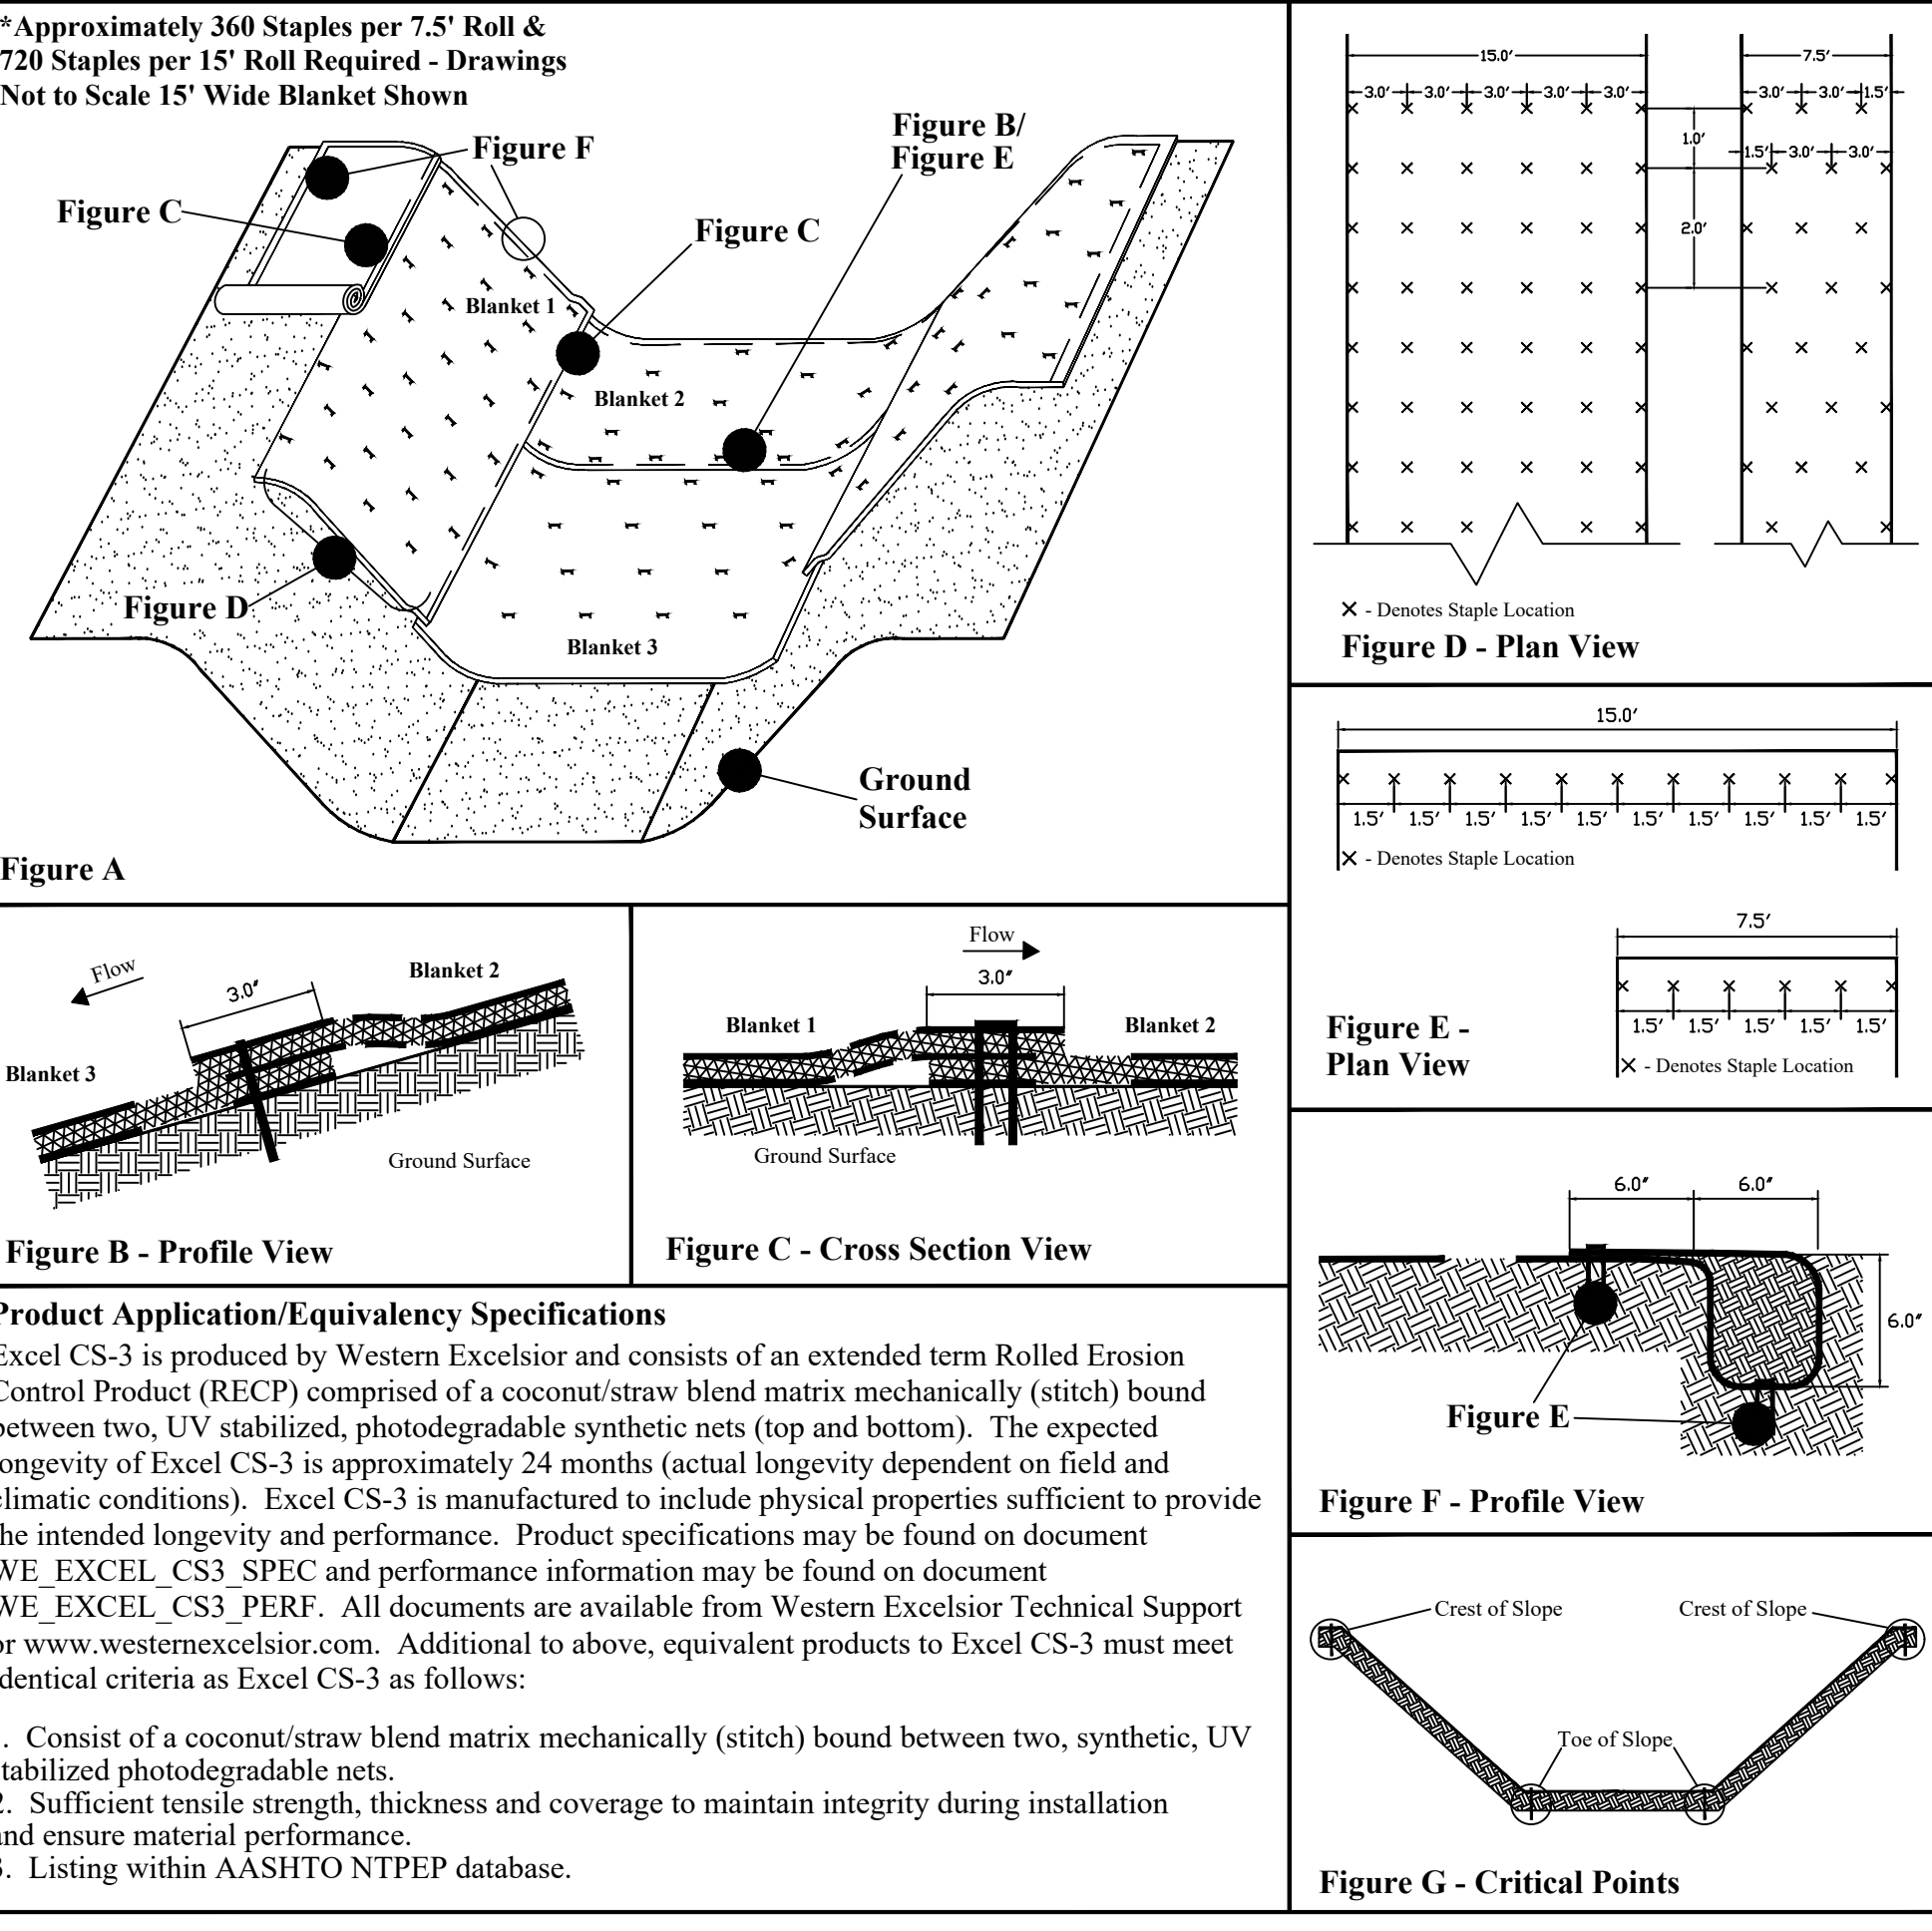 *Approximately 360 Staples per 7.5' Roll &
720 Staples per 15' Roll Required - Drawings
Not to Scale 15' Wide Blanket Shown
Figure F
Figure B/
Figure E
Figure C
Figure C
Blanket 1
Blanket 2
Figure D
Blanket 3
Ground
Surface
Figure A
15.0' 7.5'
3.0' 3.0' 3.0' 3.0' 3.0' 3.0' 3.0' 1.5'
1.0'
1.5' 3.0' 3.0'
2.0'
× - Denotes Staple Location
Figure D - Plan View
15.0'
1.5' 1.5' 1.5' 1.5' 1.5' 1.5' 1.5' 1.5' 1.5' 1.5'
× - Denotes Staple Location
7.5'
1.5' 1.5' 1.5' 1.5' 1.5'
× - Denotes Staple Location
Figure E -
Plan View
Flow
3.0"
Blanket 2
Blanket 3
Ground Surface
Figure B - Profile View
Flow
3.0"
Blanket 1
Blanket 2
Ground Surface
Figure C - Cross Section View
6.0" 6.0"
6.0"
Figure E
Figure F - Profile View
Product Application/Equivalency Specifications
Excel CS-3 is produced by Western Excelsior and consists of an extended term Rolled Erosion
Control Product (RECP) comprised of a coconut/straw blend matrix mechanically (stitch) bound
between two, UV stabilized, photodegradable synthetic nets (top and bottom). The expected
longevity of Excel CS-3 is approximately 24 months (actual longevity dependent on field and
climatic conditions). Excel CS-3 is manufactured to include physical properties sufficient to provide
the intended longevity and performance. Product specifications may be found on document
WE_EXCEL_CS3_SPEC and performance information may be found on document
WE_EXCEL_CS3_PERF. All documents are available from Western Excelsior Technical Support
or www.westernexcelsior.com. Additional to above, equivalent products to Excel CS-3 must meet
identical criteria as Excel CS-3 as follows:
. Consist of a coconut/straw blend matrix mechanically (stitch) bound between two, synthetic, UV
stabilized photodegradable nets.
2. Sufficient tensile strength, thickness and coverage to maintain integrity during installation
and ensure material performance.
3. Listing within AASHTO NTPEP database.
Crest of Slope
Crest of Slope
Toe of Slope
Figure G - Critical Points